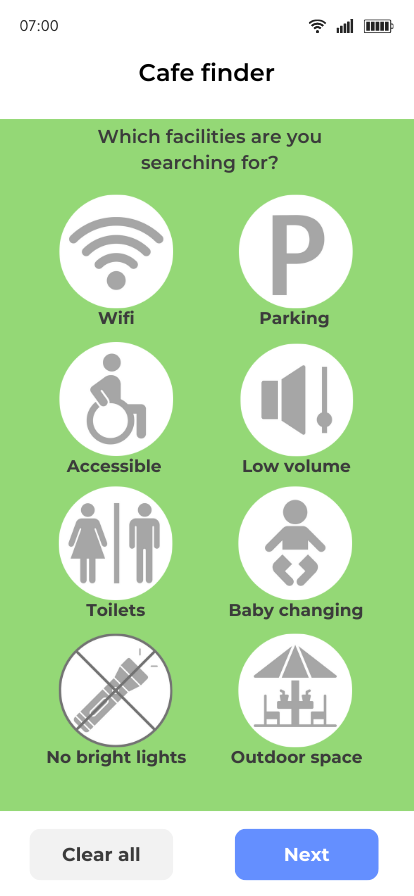 07:00
Cafe finder
Which facilities are you
searching for?
Wifi
P
Parking
Accessible
Low volume
Toilets
Baby changing
No bright lights
Outdoor space
Clear all
Next